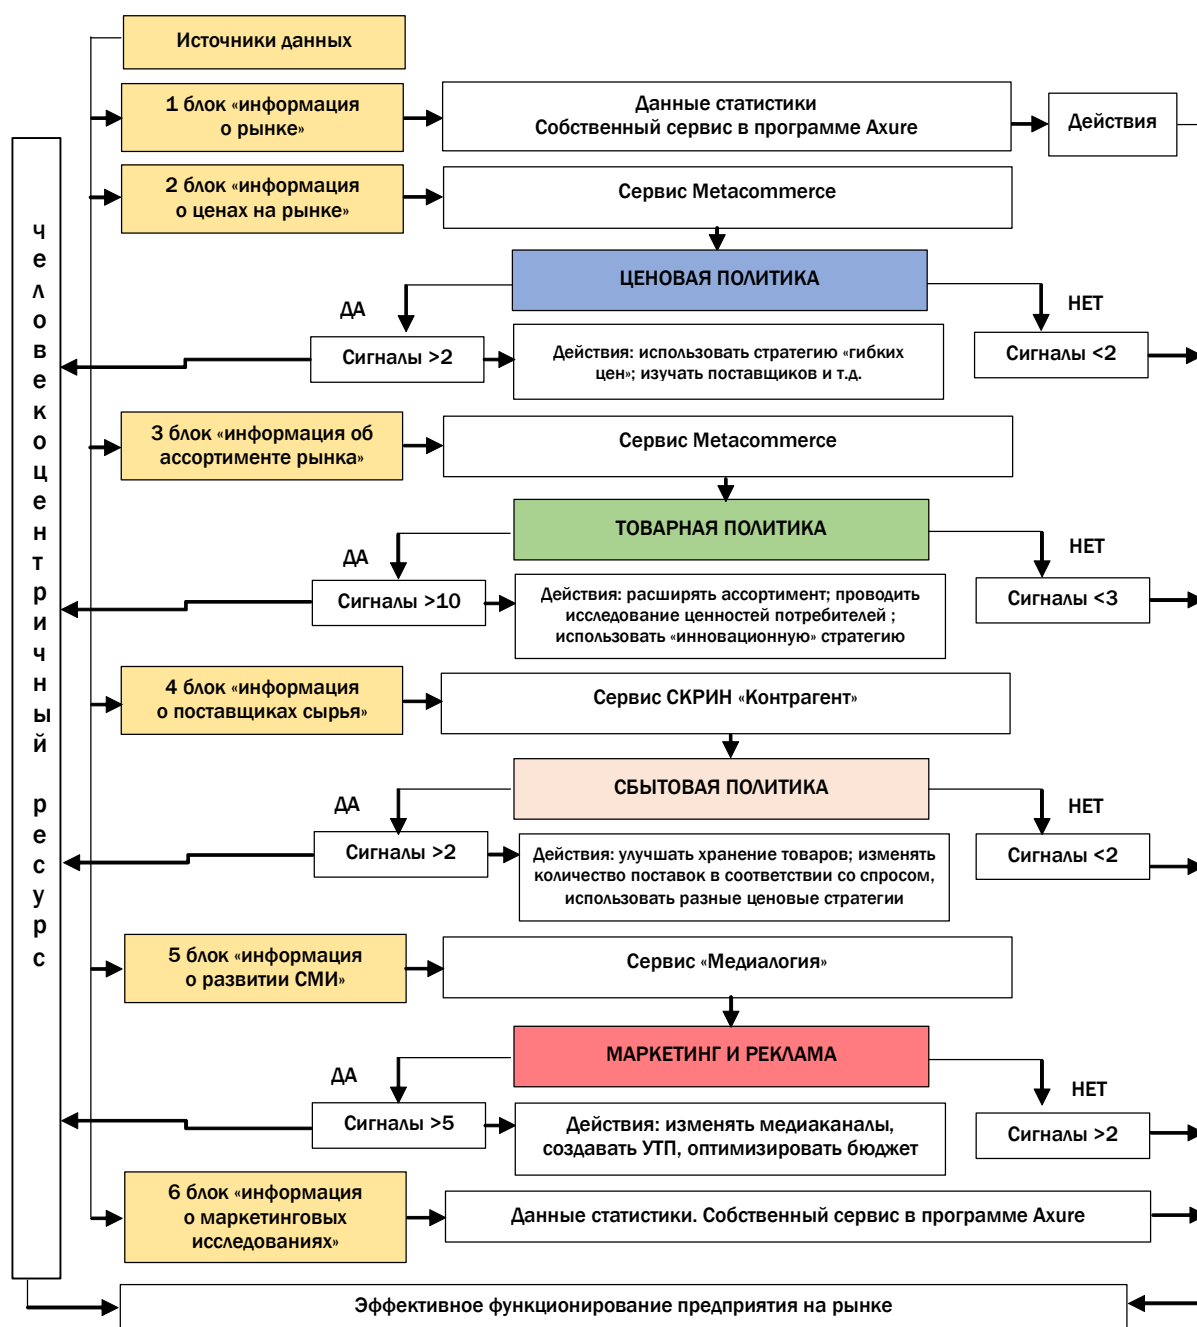 Источники данных
1 блок «информация
о рынке»
Данные статистики
Собственный сервис в программе Axure
Действия
2 блок «информация
о ценах на рынке»
Сервис Metacommerce
человекоцентричный ресурс
ЦЕНОВАЯ ПОЛИТИКА
ДА
НЕТ
Сигналы >2
Действия: использовать стратегию «гибких
цен»; изучать поставщиков и т.д.
Сигналы <2
3 блок «информация об
ассортименте рынка»
Сервис Metacommerce
ТОВАРНАЯ ПОЛИТИКА
ДА
НЕТ
Сигналы >10
Действия: расширять ассортимент; проводить
исследование ценностей потребителей ;
использовать «инновационную» стратегию
Сигналы <3
4 блок «информация
о поставщиках сырья»
Сервис СКРИН «Контрагент»
СБЫТОВАЯ ПОЛИТИКА
ДА
НЕТ
Сигналы >2
Действия: улучшать хранение товаров; изменять
количество поставок в соответствии со спросом,
использовать разные ценовые стратегии
Сигналы <2
5 блок «информация
о развитии СМИ»
Сервис «Медиалогия»
МАРКЕТИНГ И РЕКЛАМА
ДА
НЕТ
Сигналы >5
Действия: изменять медиаканалы,
создавать УТП, оптимизировать бюджет
Сигналы >2
6 блок «информация
о маркетинговых
исследованиях»
Данные статистики. Собственный сервис в программе Axure
Эффективное функционирование предприятия на рынке